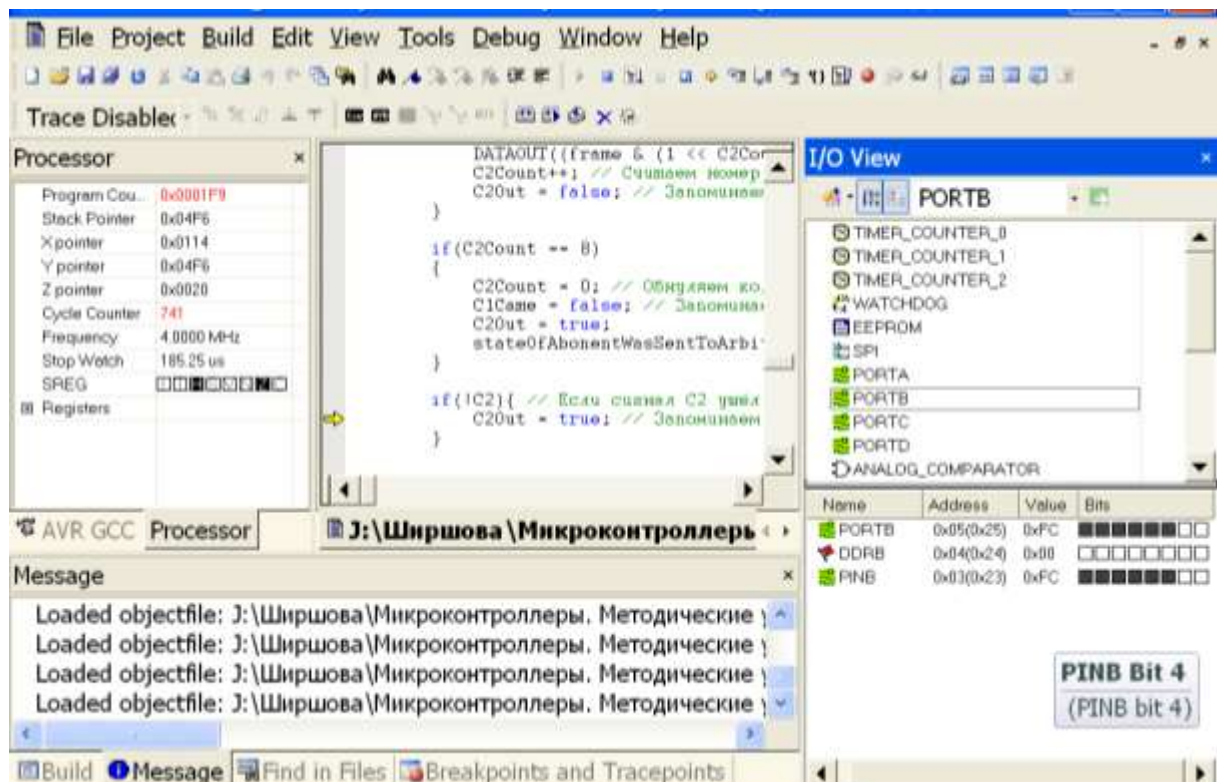 File Project Build Edit View Tools Debug Window Help
Trace Disablec
Processor
Program Cou... 0x0001F9
Stack Pointer 0x04F6
X pointer 0x0114
Y pointer 0x04F6
Z pointer 0x0020
Cycle Counter 741
Frequency 4.0000 MHz
Stop Watch 185.25 us
SREG
Registers
AVR GCC Processor
DATAOUT((frame & (1 << C2Co
C2Count++; // Считаем номер
C2Out = false; // Запоминаем
}
if(C2Count == 8)
{
C2Count = 0; // Обнуляем ко
C1Came = false; // Запомина
C2Out = true;
stateOfAbonentWasSentToArbi
}
if(!C2){ // Если сигнал C2 ушёл
C2Out = true; // Запоминаем
}
J:\Ширшова\Микроконтроллеры
I/O View
PORTB
TIMER_COUNTER_0
TIMER_COUNTER_1
TIMER_COUNTER_2
WATCHDOG
EEPROM
SPI
PORTA
PORTB
PORTC
PORTD
ANALOG_COMPARATOR
Name Address Value Bits
PORTB 0x05(0x25) 0xFC
DDRB 0x04(0x24) 0x00
PINB 0x03(0x23) 0xFC
PINB Bit 4
(PINB bit 4)
Message
Loaded objectfile: J:\Ширшова\Микроконтроллеры. Методические у
Loaded objectfile: J:\Ширшова\Микроконтроллеры. Методические у
Loaded objectfile: J:\Ширшова\Микроконтроллеры. Методические у
Loaded objectfile: J:\Ширшова\Микроконтроллеры. Методические у
Build Message Find in Files Breakpoints and Tracepoints